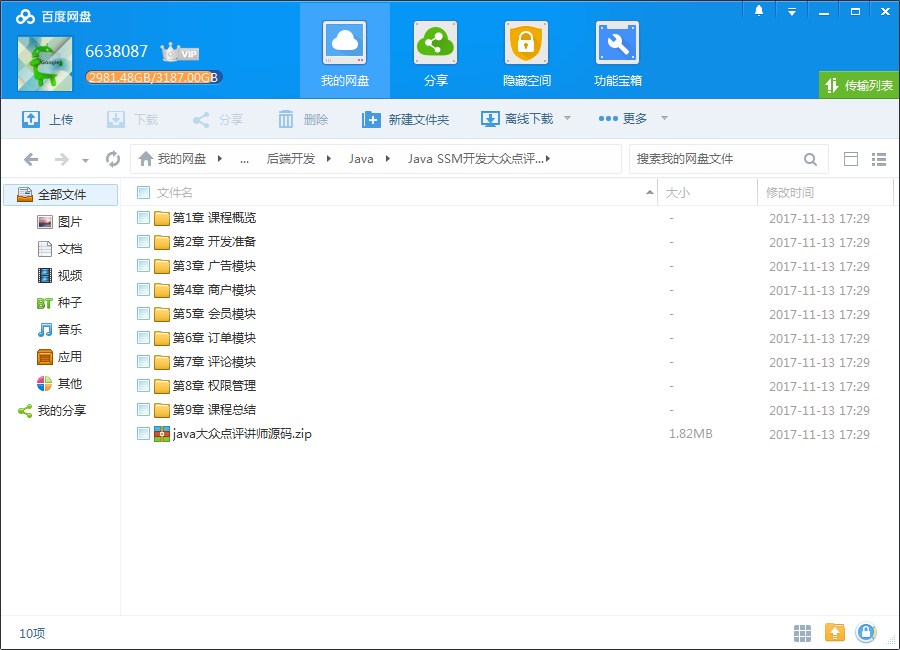 百度网盘
6638087 VIP
2981.48GB/3187.00GB
我的网盘 分享 隐藏空间 功能宝箱
传输列表
上传 下载 分享 删除 新建文件夹 离线下载 更多
我的网盘 ... 后端开发 Java Java SSM开发大众点评... 搜索我的网盘文件
全部文件
图片
文档
视频
BT 种子
音乐
应用
其他
我的分享
文件名 大小 修改时间
第1章 课程概览 - 2017-11-13 17:29
第2章 开发准备 - 2017-11-13 17:29
第3章 广告模块 - 2017-11-13 17:29
第4章 商户模块 - 2017-11-13 17:29
第5章 会员模块 - 2017-11-13 17:29
第6章 订单模块 - 2017-11-13 17:29
第7章 评论模块 - 2017-11-13 17:29
第8章 权限管理 - 2017-11-13 17:29
第9章 课程总结 - 2017-11-13 17:29
java大众点评讲师源码.zip 1.82MB 2017-11-13 17:29
10项